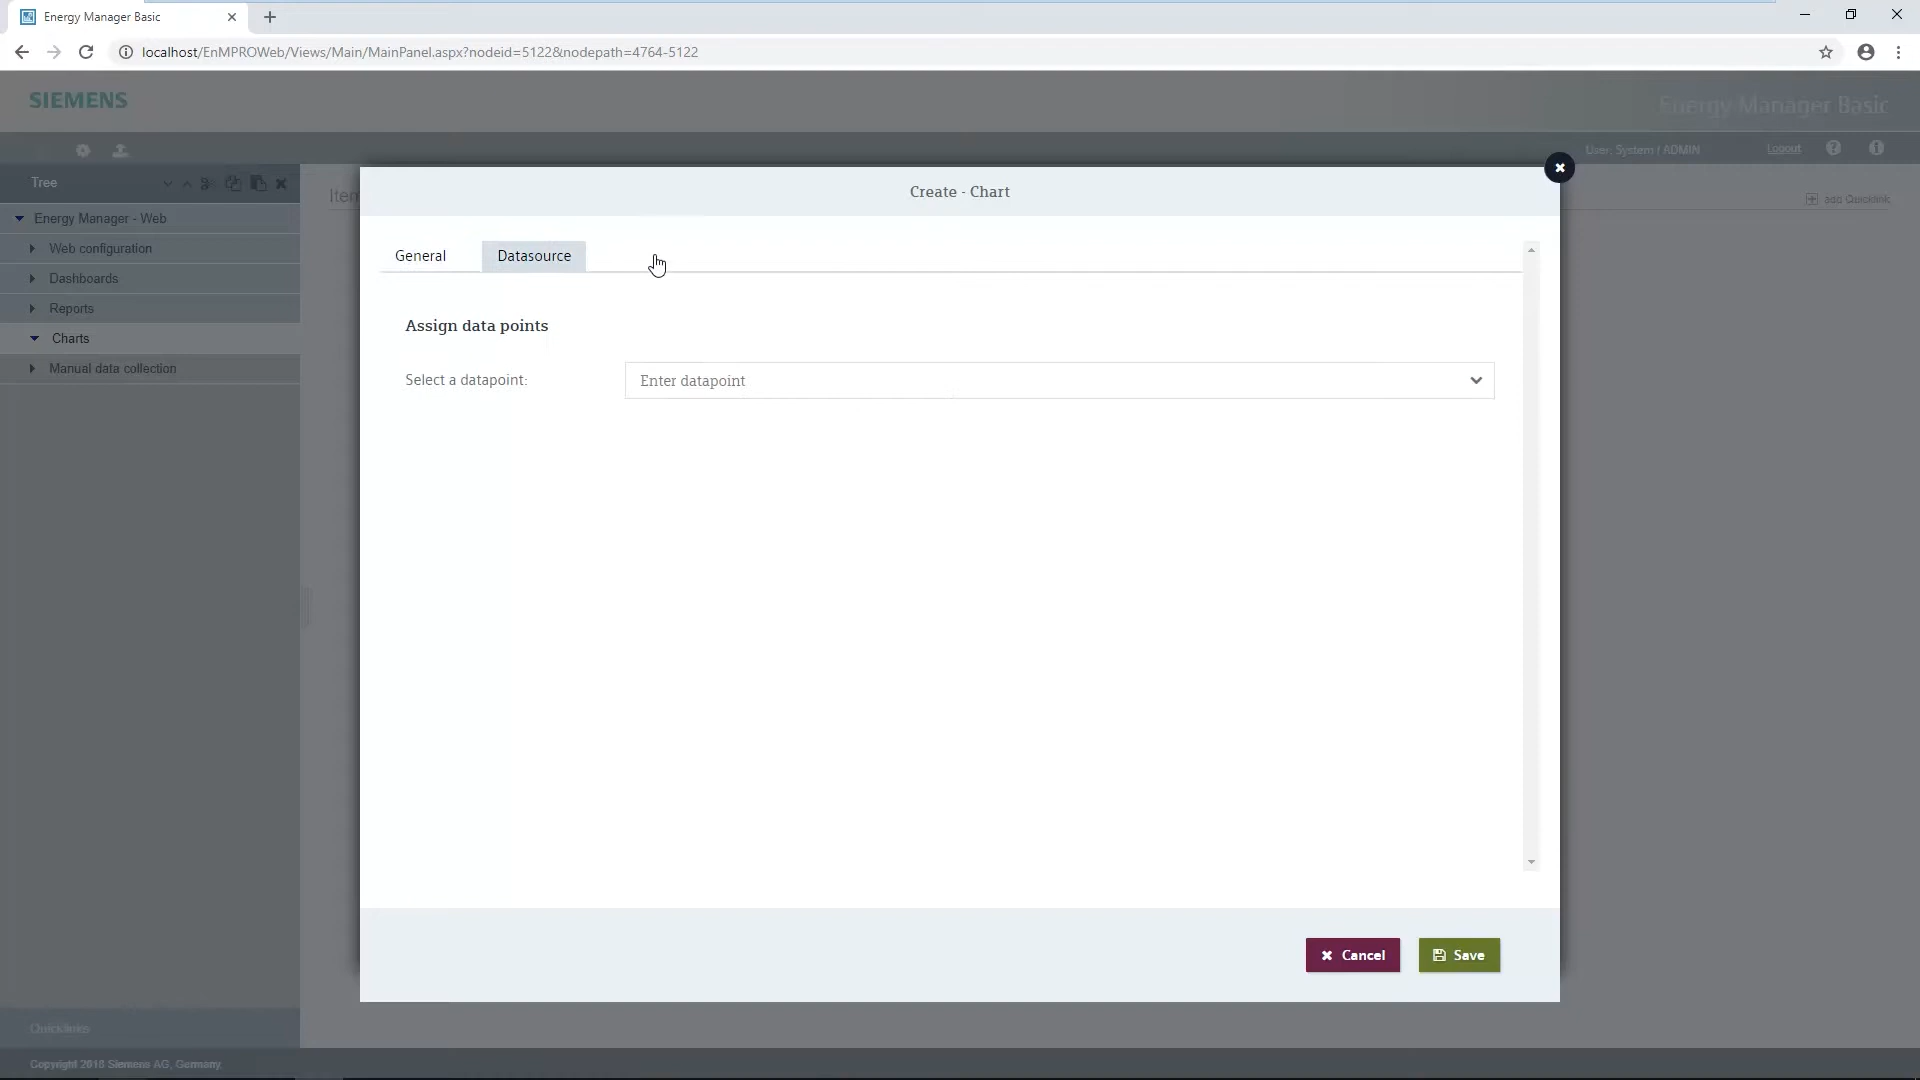 Energy Manager Basic
localhost/EnMPROWeb/Views/Main/MainPanel.aspx?nodeid=5122&nodepath=4764-5122
SIEMENS
Energy Manager Basic
User: System / ADMIN
Logout
Tree
Item
add Quicklink
Create - Chart
Energy Manager - Web
Web configuration
Dashboards
Reports
Charts
Manual data collection
General
Datasource
Assign data points
Select a datapoint:
Enter datapoint
Cancel
Save
Quicklinks
Copyright 2018 Siemens AG, Germany